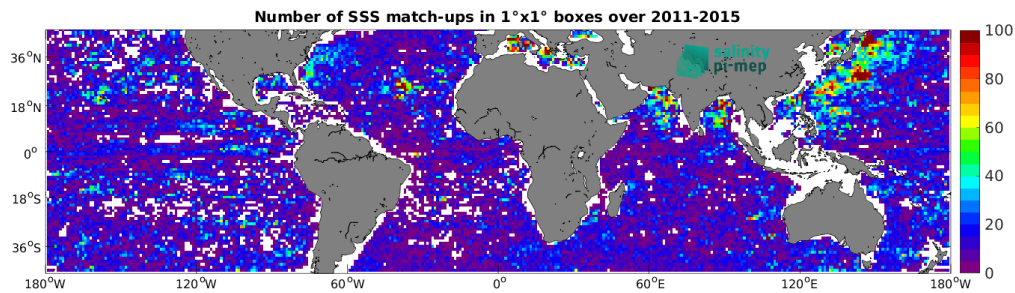 Number of SSS match-ups in 1°x1° boxes over 2011-2015
salinity
pi-mep
36°N
18°N
0°
18°S
36°S
180°W
120°W
60°W
0°
60°E
120°E
180°W
100
80
60
40
20
0